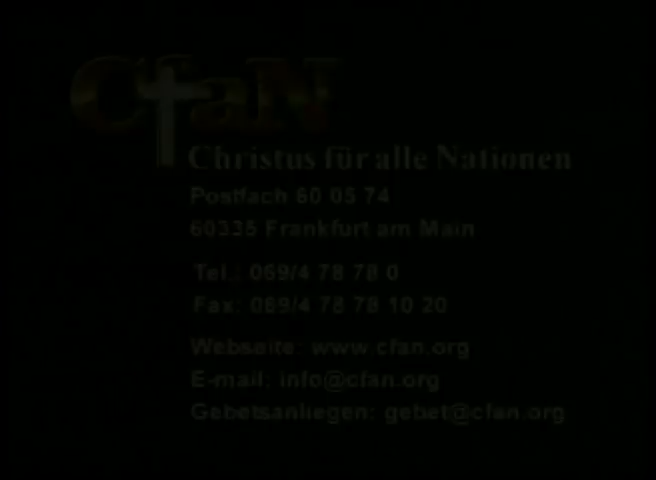 CfaN
Christus für alle Nationen
Postfach 60 05 74
60335 Frankfurt am Main
Tel.: 069/4 78 78 0
Fax: 069/4 78 78 10 20
Webseite: www.cfan.org
E-mail: info@cfan.org
Gebetsanliegen: gebet@cfan.org